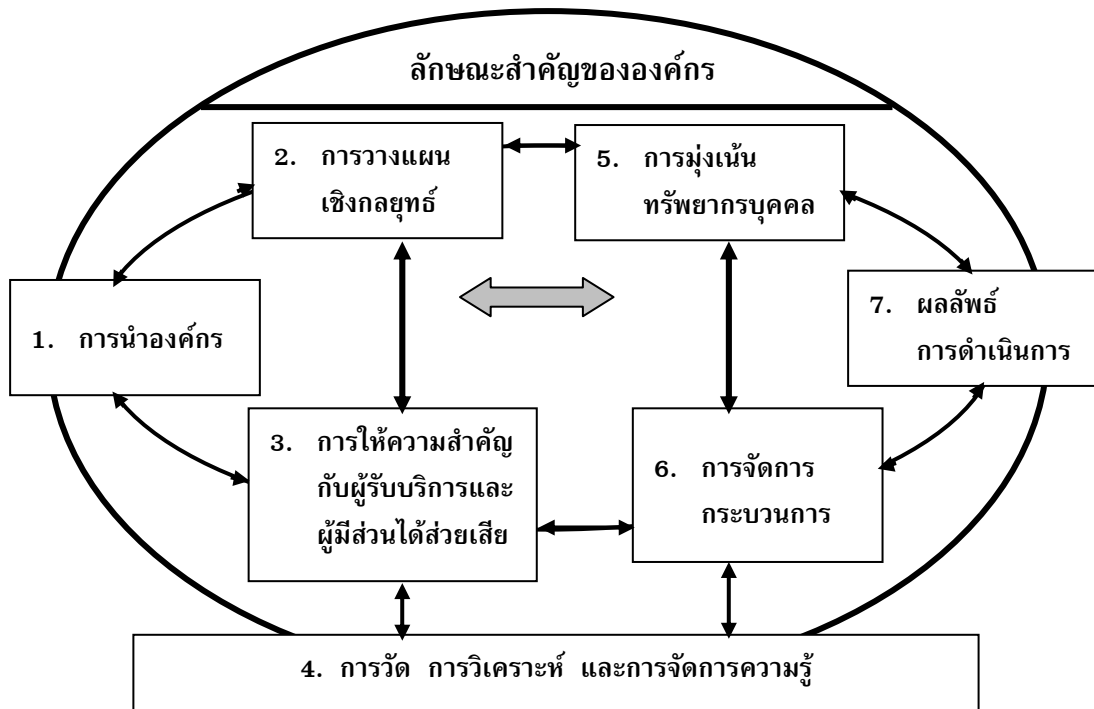 ลักษณะสำคัญขององค์กร
2. การวางแผน
เชิงกลยุทธ์
5. การมุ่งเน้น
ทรัพยากรบุคคล
1. การนำองค์กร
7. ผลลัพธ์
การดำเนินการ
3. การให้ความสำคัญ
กับผู้รับบริการและ
ผู้มีส่วนได้ส่วยเสีย
6. การจัดการ
กระบวนการ
4. การวัด การวิเคราะห์ และการจัดการความรู้